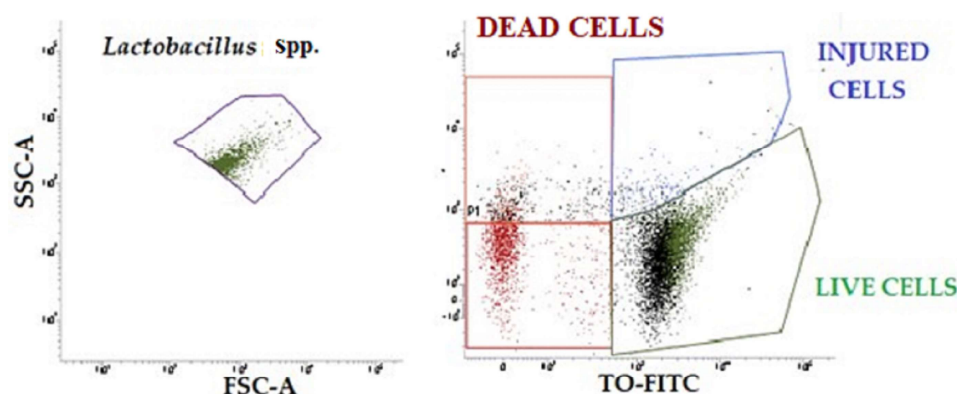 Lactobacillus spp.
SSC-A
FSC-A
DEAD CELLS
INJURED
CELLS
P1
LIVE CELLS
TO-FITC